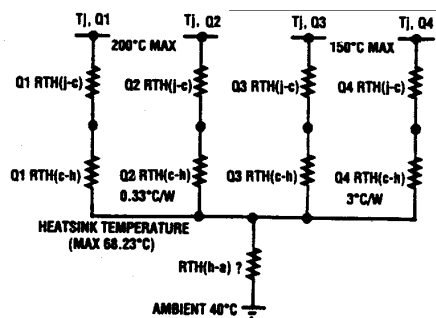 Tj, Q1 Tj, Q2 Tj, Q3 Tj, Q4
200°C MAX 150°C MAX
Q1 RTH(j-c) Q2 RTH(j-c) Q3 RTH(j-c) Q4 RTH(j-c)
Q1 RTH(c-h) Q2 RTH(c-h) Q3 RTH(c-h) Q4 RTH(c-h)
0.33°C/W 3°C/W
HEATSINK TEMPERATURE
(MAX 68.23°C)
RTH(h-a) ?
AMBIENT 40°C